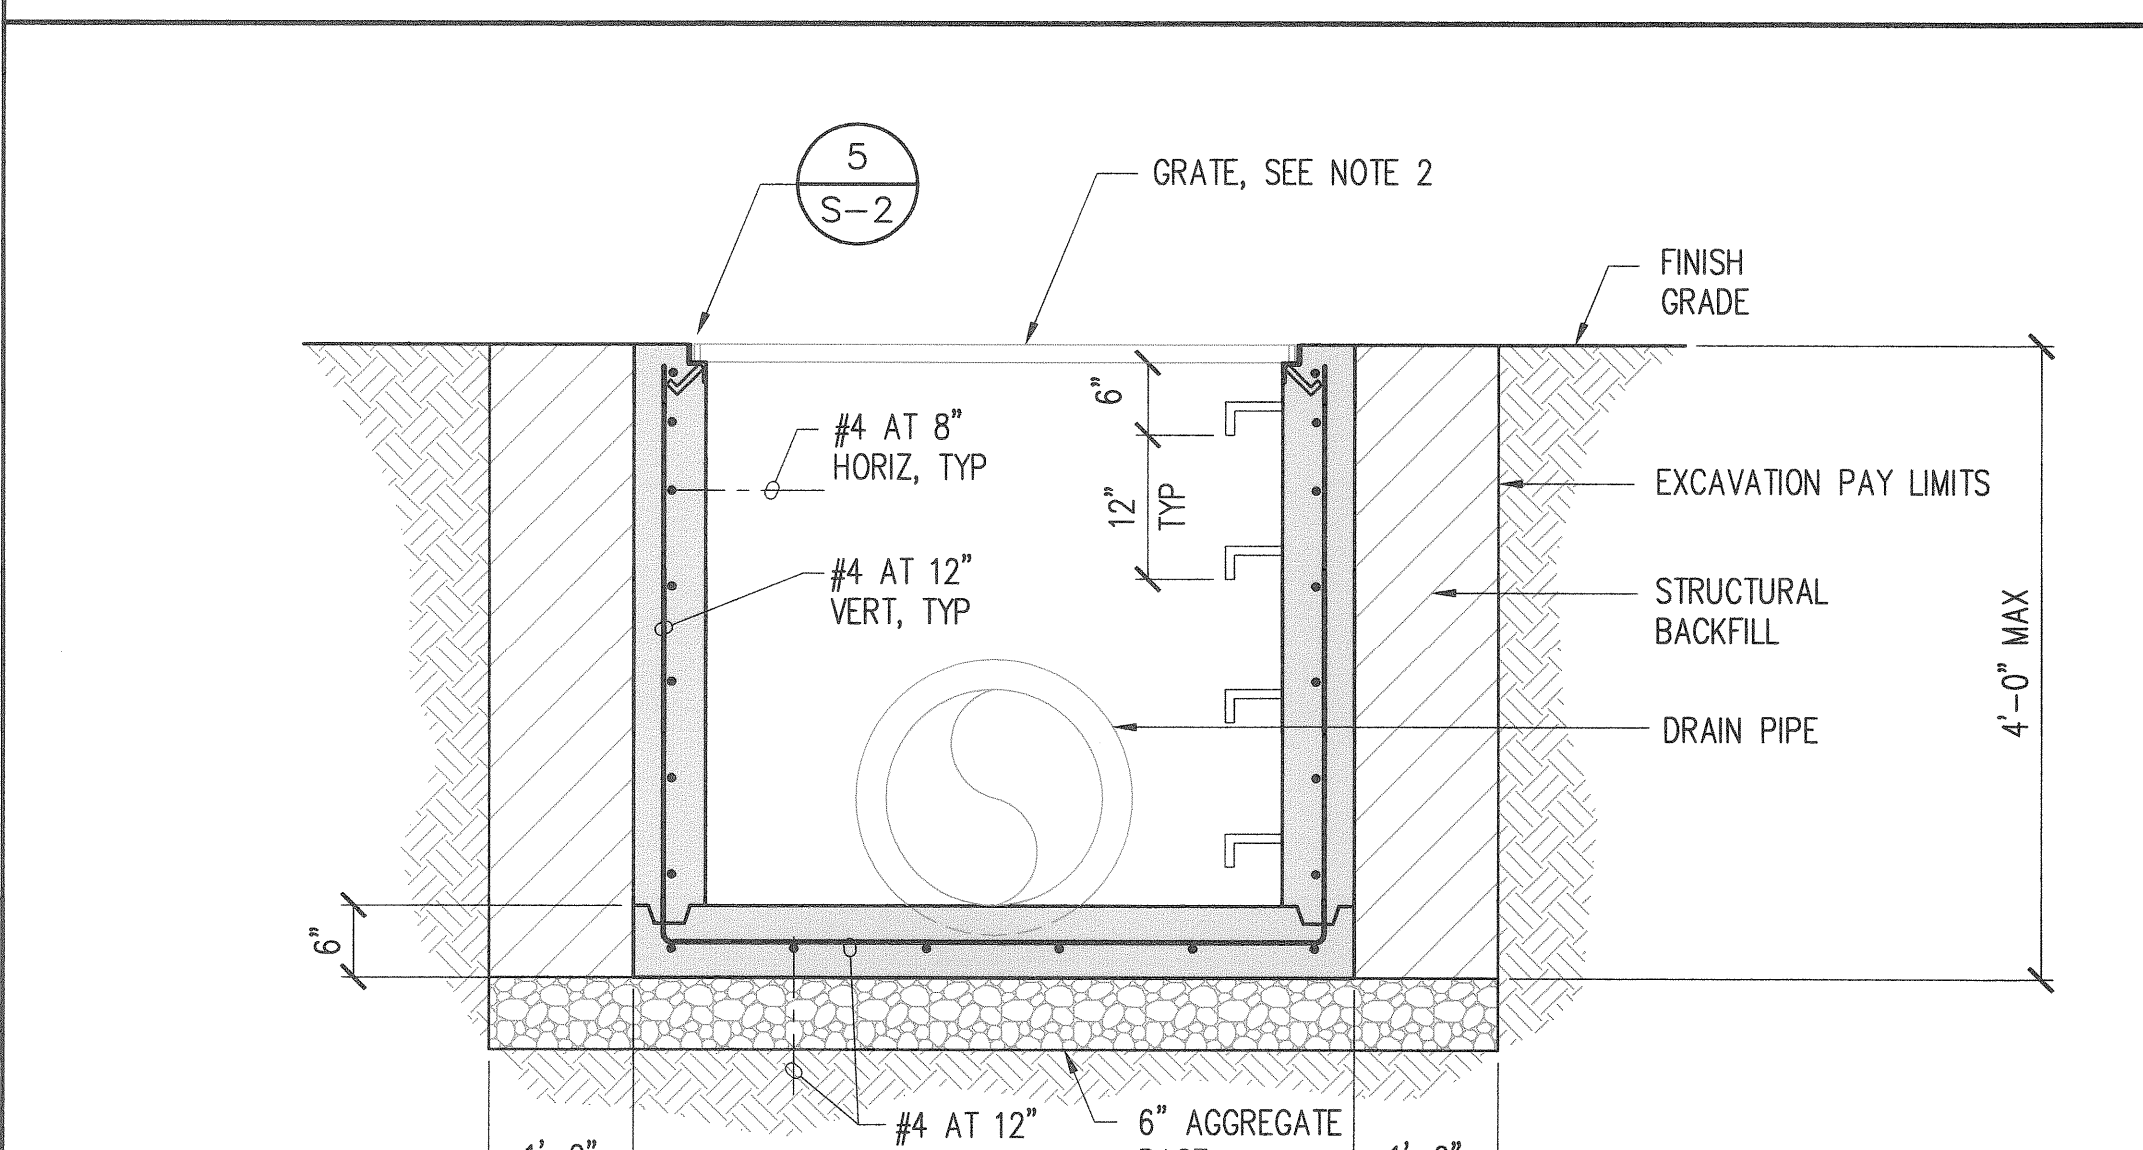 5
S-2
GRATE, SEE NOTE 2
FINISH
GRADE
#4 AT 8"
HORIZ, TYP
6"
12"
TYP
EXCAVATION PAY LIMITS
#4 AT 12"
VERT, TYP
STRUCTURAL
BACKFILL
4'-0" MAX
DRAIN PIPE
6"
#4 AT 12"
6" AGGREGATE